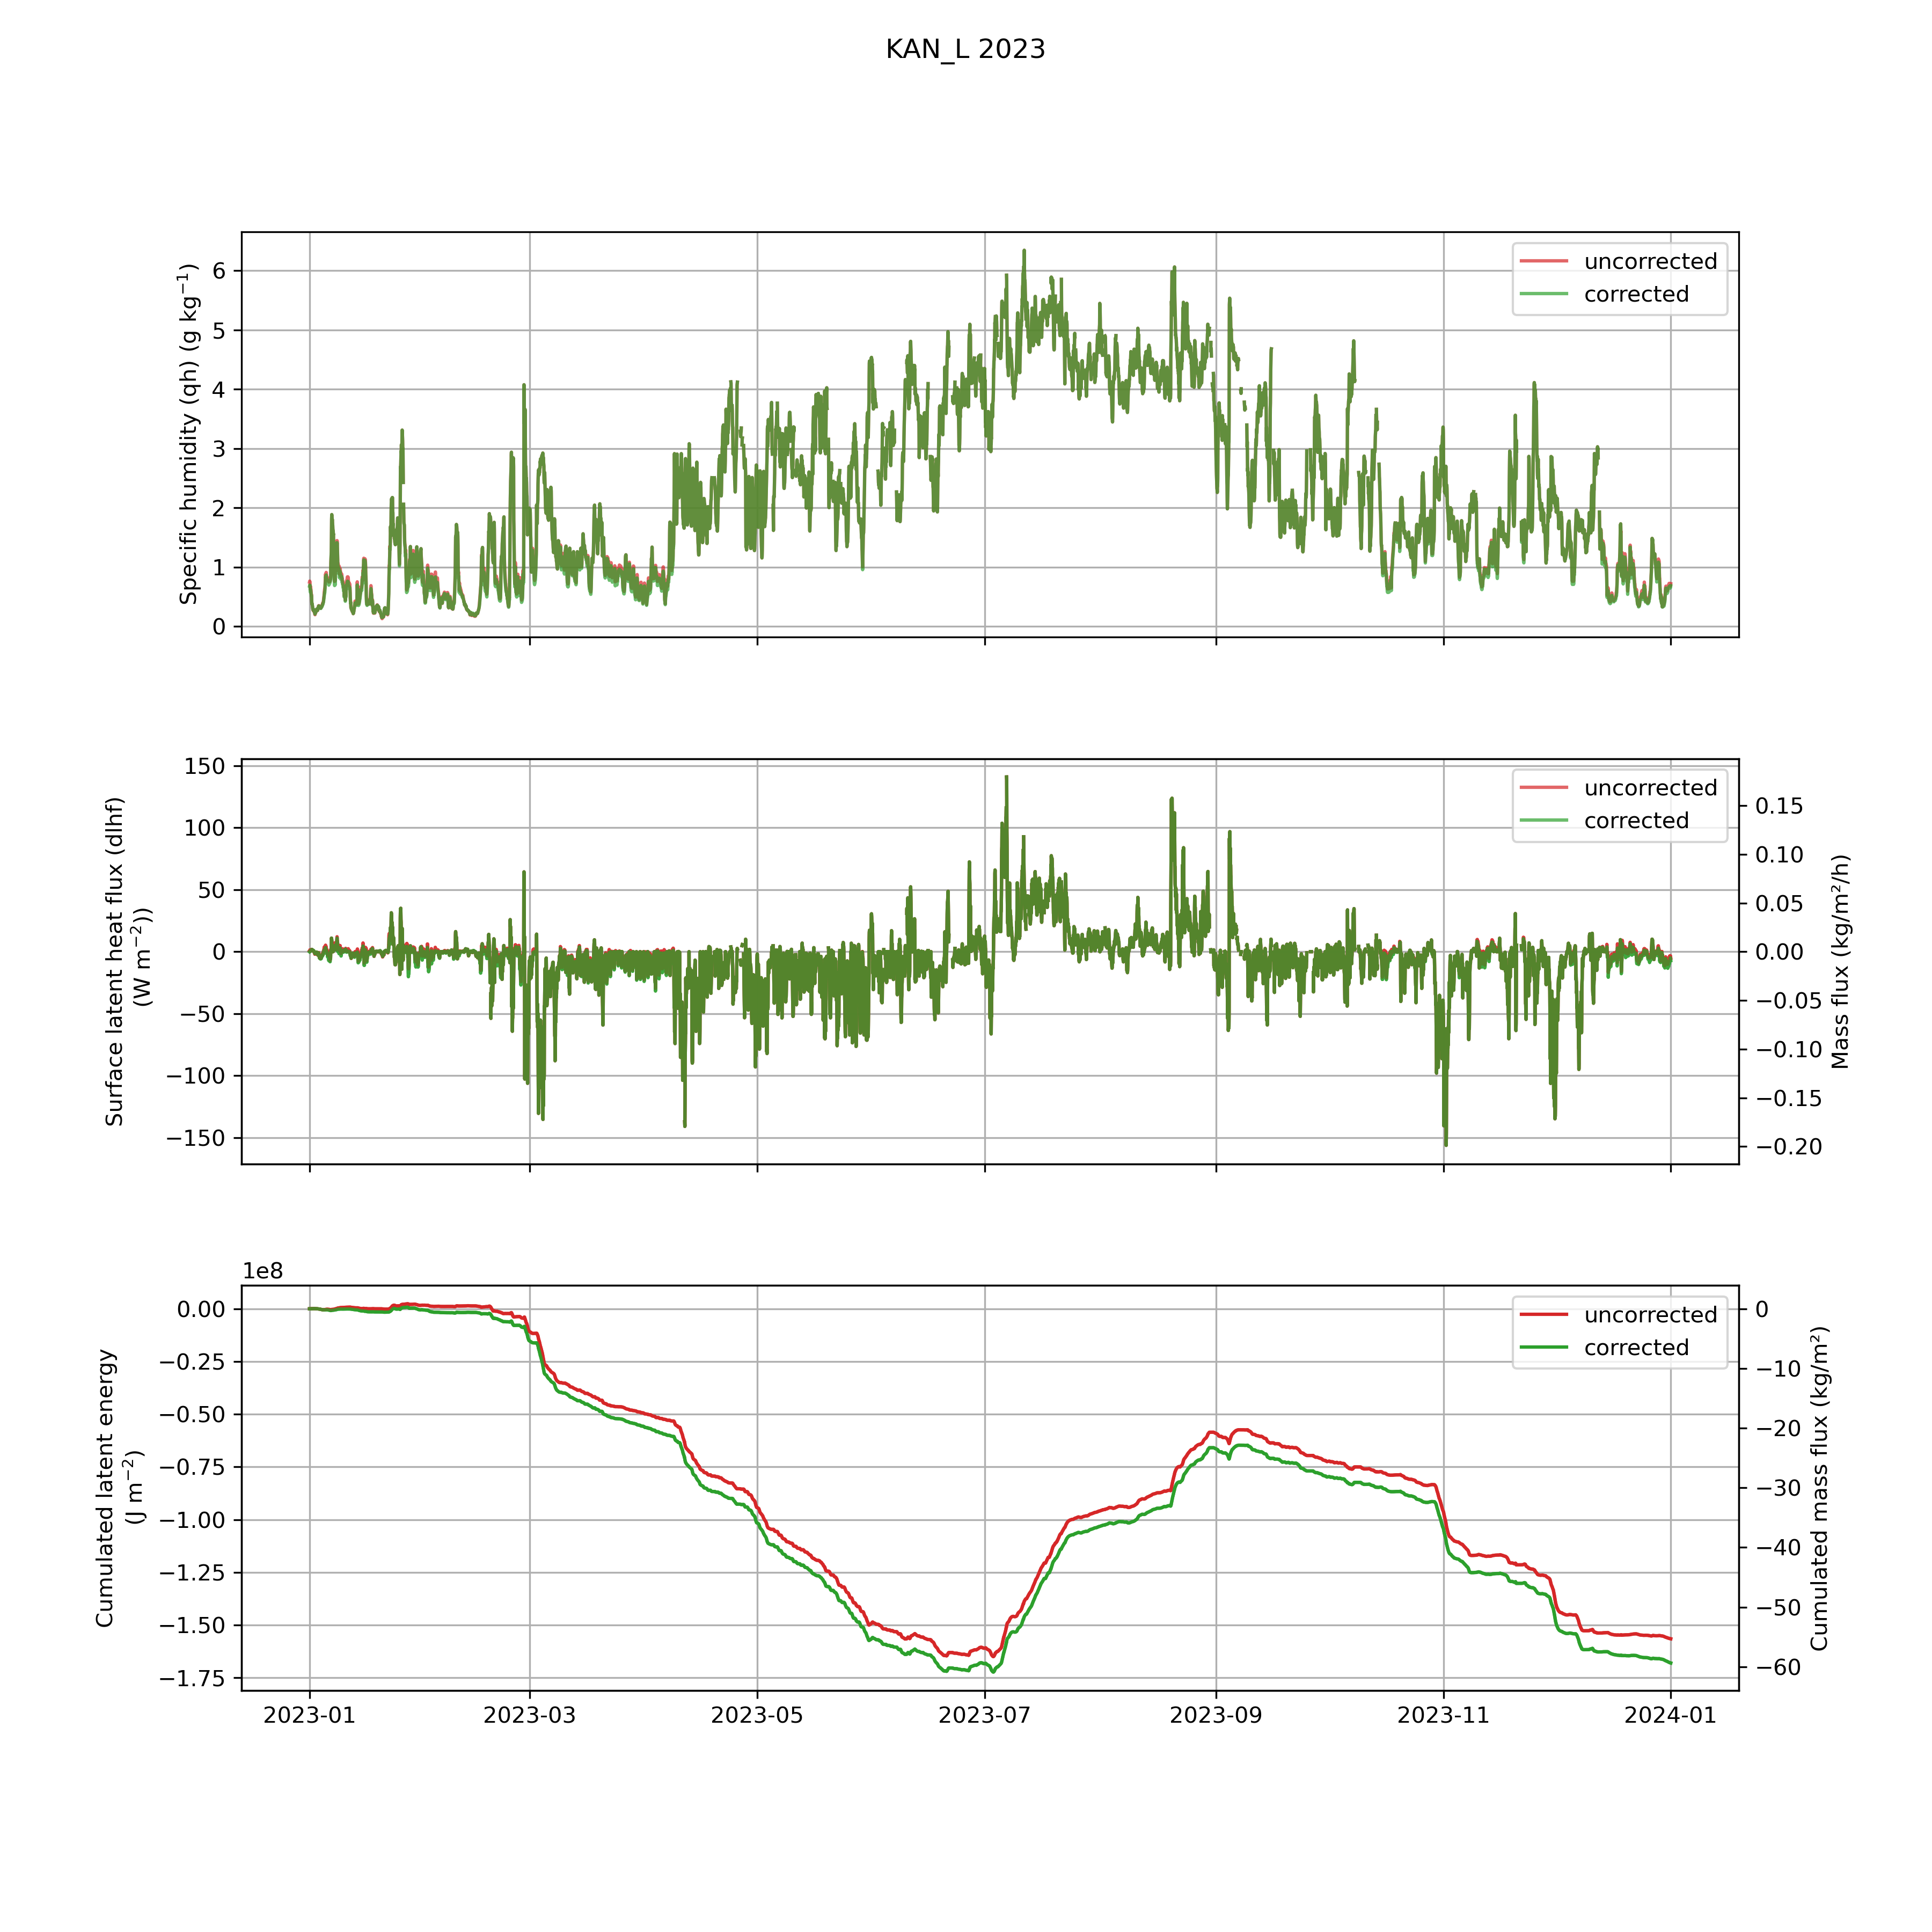 KAN_L 2023
Specific humidity (qh) (g kg⁻¹)
6
5
4
3
2
1
0
uncorrected
corrected
Surface latent heat flux (dlhf)
(W m⁻²))
150
100
50
0
−50
−100
−150
uncorrected
corrected
0.15
0.10
0.05
0.00
−0.05
−0.10
−0.15
−0.20
Mass flux (kg/m²/h)
1e8
Cumulated latent energy
(J m⁻²)
0.00
−0.25
−0.50
−0.75
−1.00
−1.25
−1.50
−1.75
uncorrected
corrected
0
−10
−20
−30
−40
−50
−60
Cumulated mass flux (kg/m²)
2023-01 2023-03 2023-05 2023-07 2023-09 2023-11 2024-01